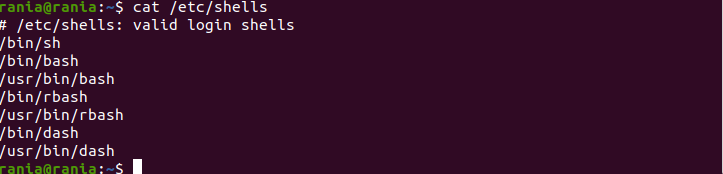 rania@rania:~$ cat /etc/shells
# /etc/shells: valid login shells
/bin/sh
/bin/bash
/usr/bin/bash
/bin/rbash
/usr/bin/rbash
/bin/dash
/usr/bin/dash
rania@rania:~$